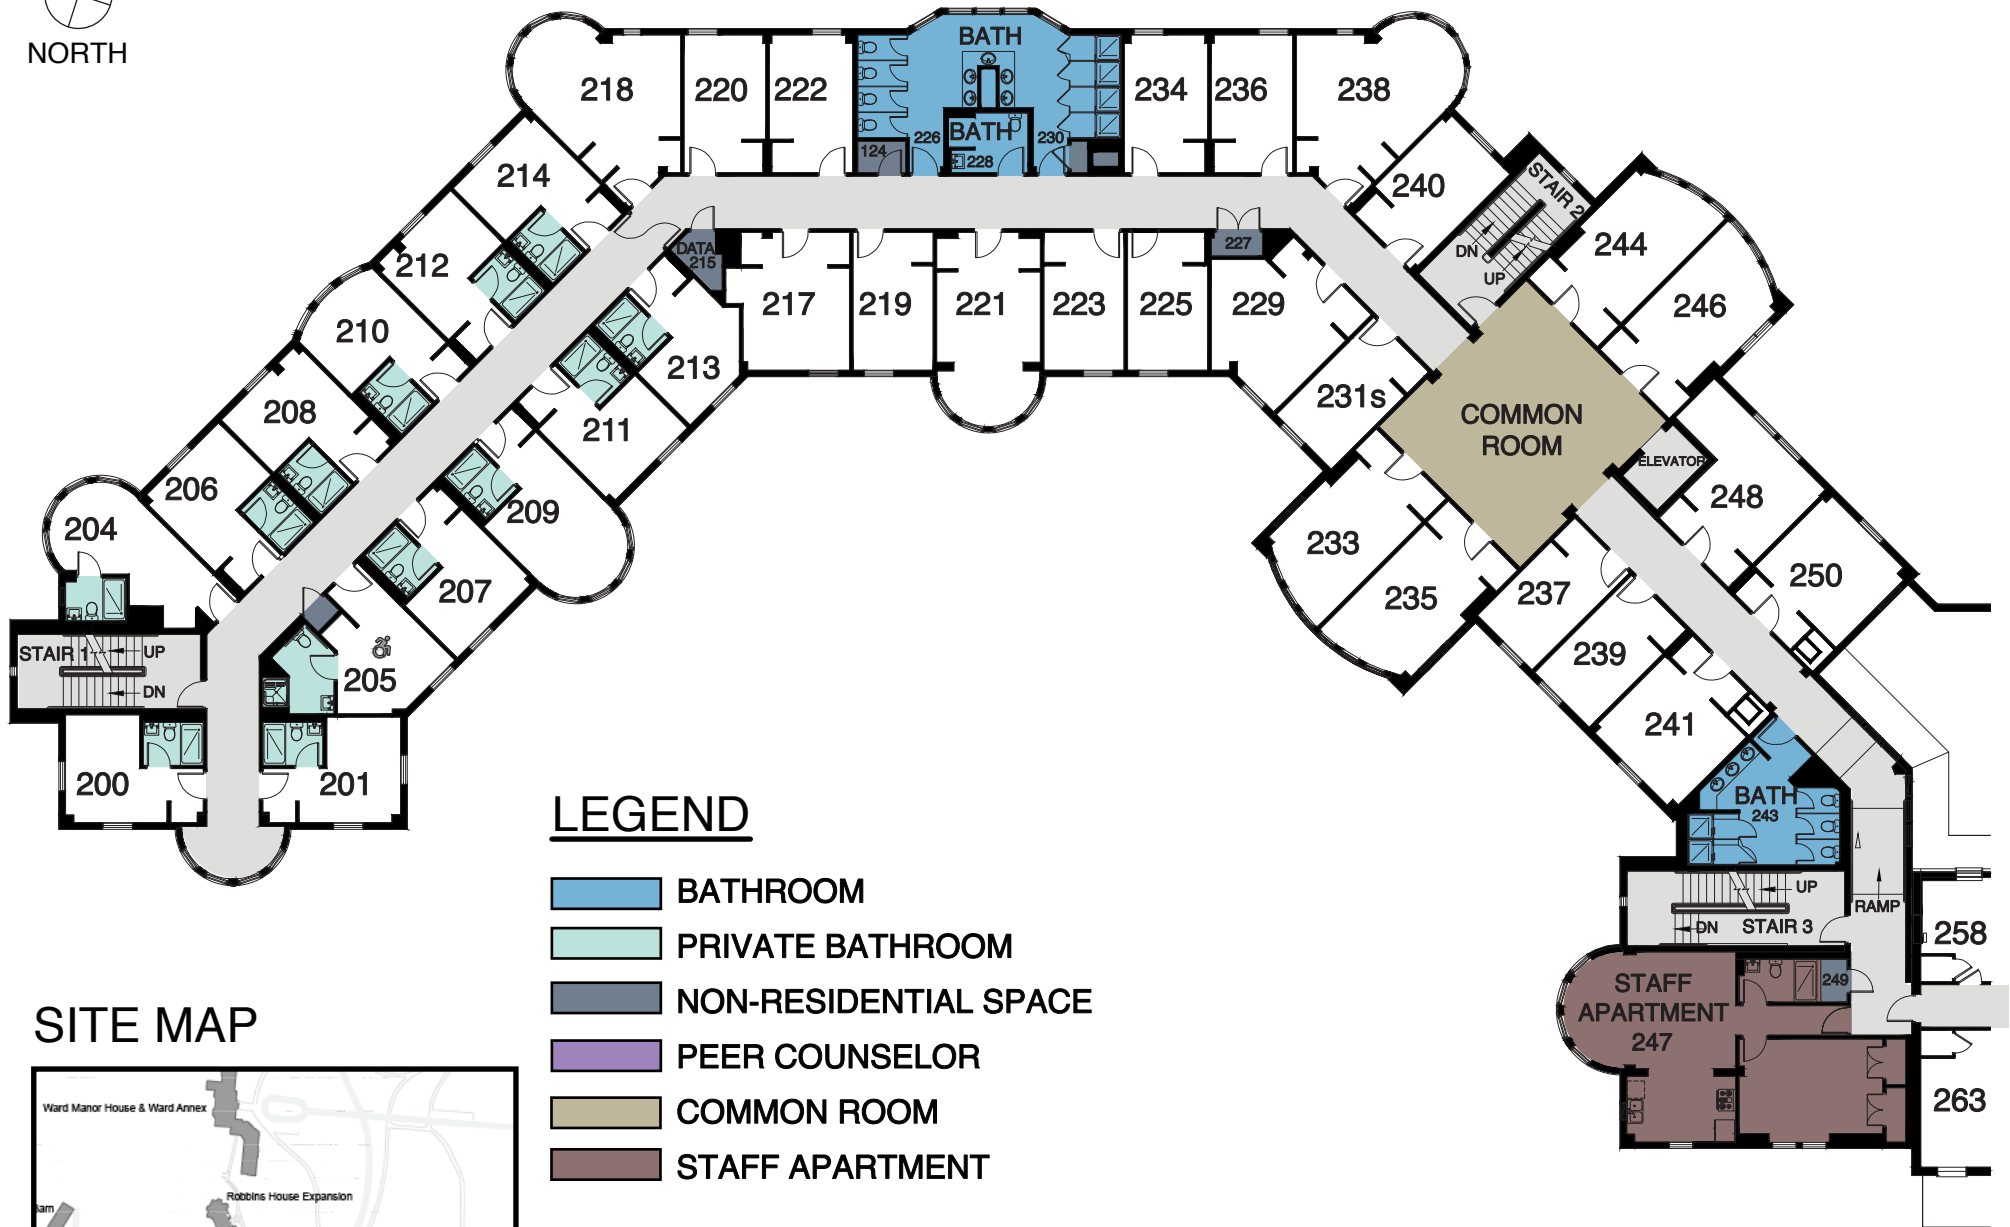 NORTH
218
220
222
BATH
234
236
238
124
226
BATH
228
230
214
240
STAIR 2
DN
UP
212
DATA
215
217
219
221
223
225
227
229
244
246
210
213
231s
COMMON
ROOM
208
211
ELEVATOR
206
209
248
204
233
250
207
235
237
STAIR 1
UP
DN
205
239
200
201
241
BATH
243
UP
DN
STAIR 3
RAMP
258
STAFF
APARTMENT
247
249
263
LEGEND
BATHROOM
PRIVATE BATHROOM
NON-RESIDENTIAL SPACE
PEER COUNSELOR
COMMON ROOM
STAFF APARTMENT
SITE MAP
Ward Manor House & Ward Annex
Robbins House Expansion